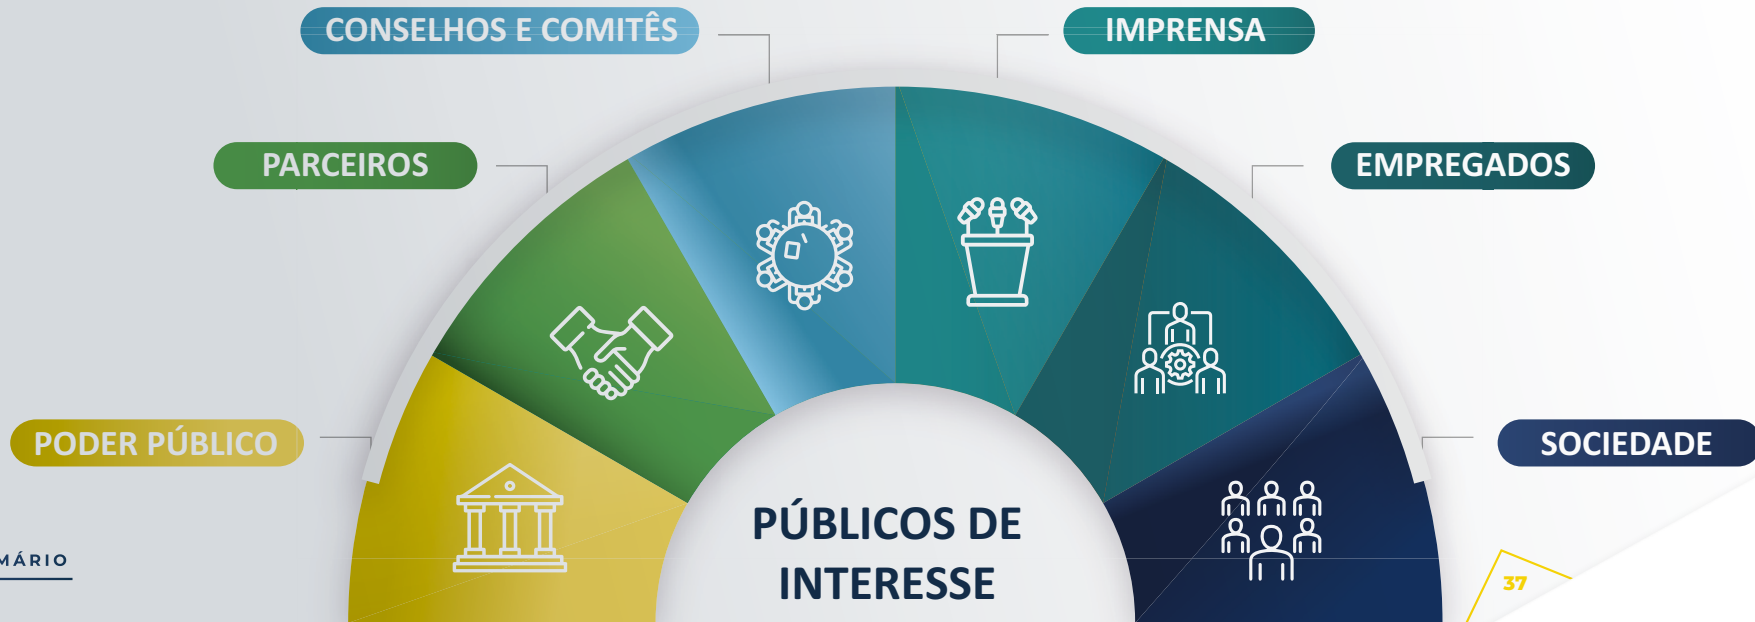 CONSELHOS E COMITÊS
IMPRENSA
PARCEIROS
EMPREGADOS
PODER PÚBLICO
SOCIEDADE
PÚBLICOS DE
INTERESSE
MÁRIO
37